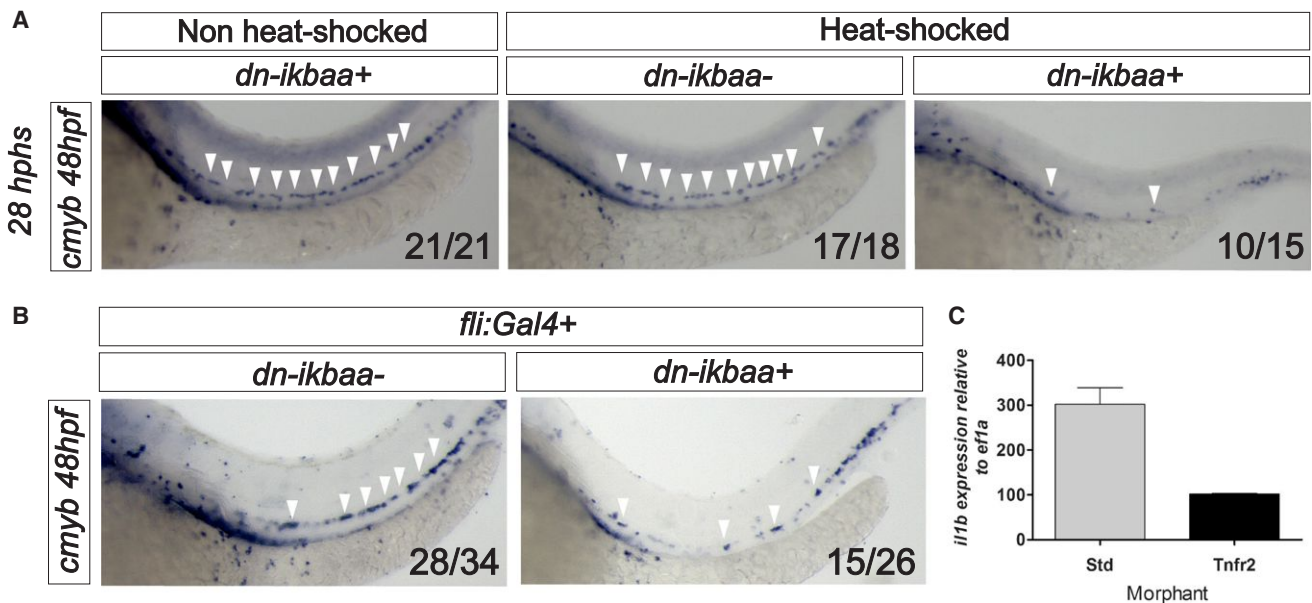 A
Non heat-shocked
Heat-shocked
dn-ikbaa+
dn-ikbaa-
dn-ikbaa+
28 hphs
cmyb 48hpf
21/21
17/18
10/15
B
fli:Gal4+
dn-ikbaa-
dn-ikbaa+
cmyb 48hpf
28/34
15/26
C
il1b expression relative
to ef1a
400
300
200
100
0
Std
Tnfr2
Morphant